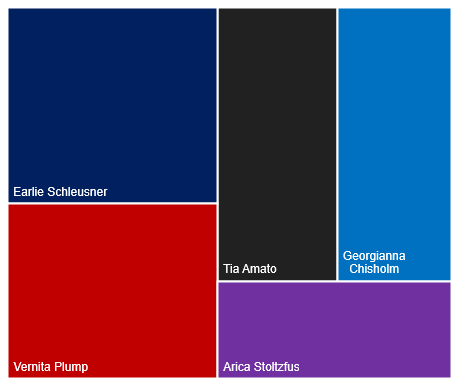 Earlie Schleusner
Tia Amato
Georgianna
Chisholm
Vernita Plump
Arica Stoltzfus